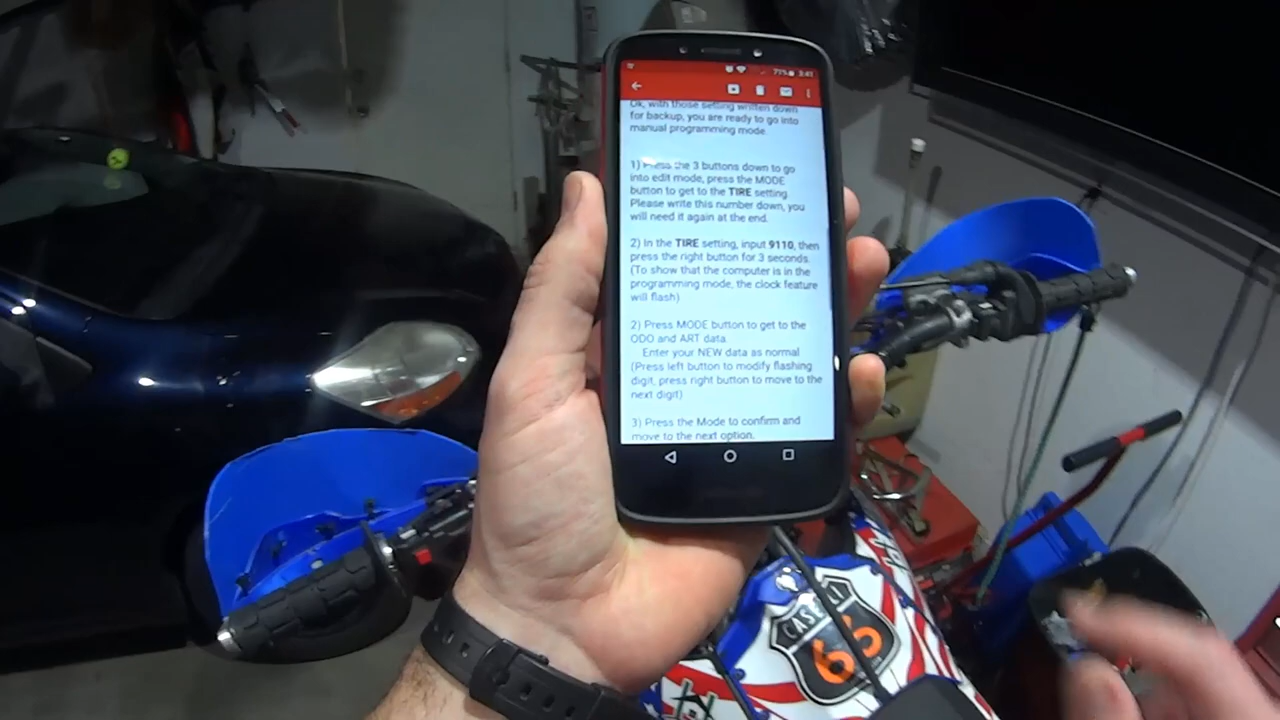 71% 3:41
Ok, with those setting written down
for backup, you are ready to go into
manual programming mode.
1) Press the 3 buttons down to go
into edit mode, press the MODE
button to get to the TIRE setting.
Please write this number down, you
will need it again at the end.
2) In the TIRE setting, input 9110, then
press the right button for 3 seconds.
(To show that the computer is in the
programming mode, the clock feature
will flash)
2) Press MODE button to get to the
ODO and ART data.
Enter your NEW data as normal
(Press left button to modify flashing
digit, press right button to move to the
next digit)
3) Press the Mode to confirm and
move to the next option.
66